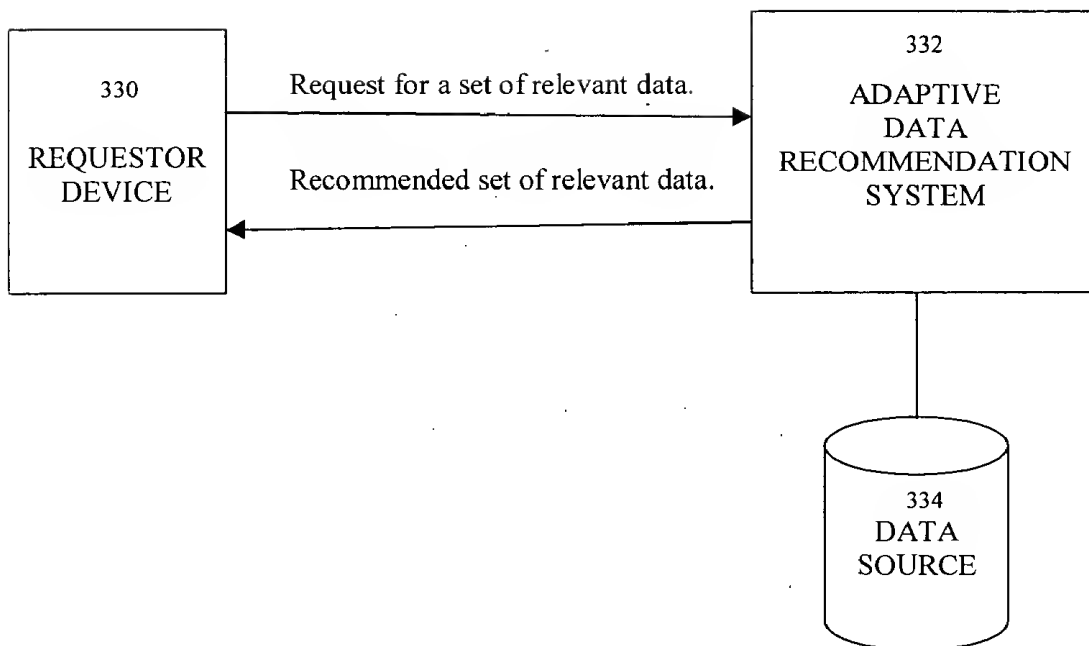 330
REQUESTOR
DEVICE
Request for a set of relevant data.
Recommended set of relevant data.
332
ADAPTIVE
DATA
RECOMMENDATION
SYSTEM
334
DATA
SOURCE